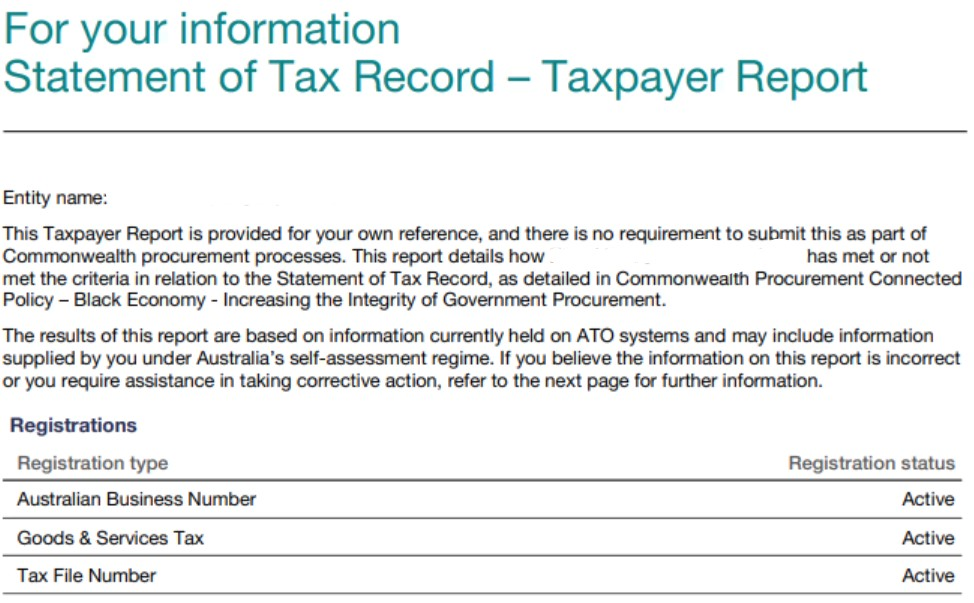 For your information
Statement of Tax Record – Taxpayer Report
Entity name:
This Taxpayer Report is provided for your own reference, and there is no requirement to submit this as part of
Commonwealth procurement processes. This report details how has met or not
met the criteria in relation to the Statement of Tax Record, as detailed in Commonwealth Procurement Connected
Policy – Black Economy - Increasing the Integrity of Government Procurement.
The results of this report are based on information currently held on ATO systems and may include information
supplied by you under Australia's self-assessment regime. If you believe the information on this report is incorrect
or you require assistance in taking corrective action, refer to the next page for further information.
Registrations
Registration type Registration status
Australian Business Number Active
Goods & Services Tax Active
Tax File Number Active